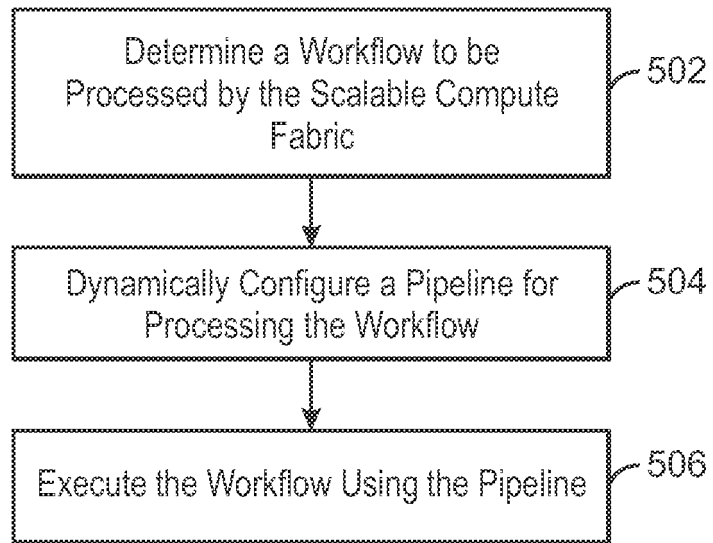 Determine a Workflow to be
Processed by the Scalable Compute
Fabric
502
Dynamically Configure a Pipeline for
Processing the Workflow
504
Execute the Workflow Using the Pipeline
506